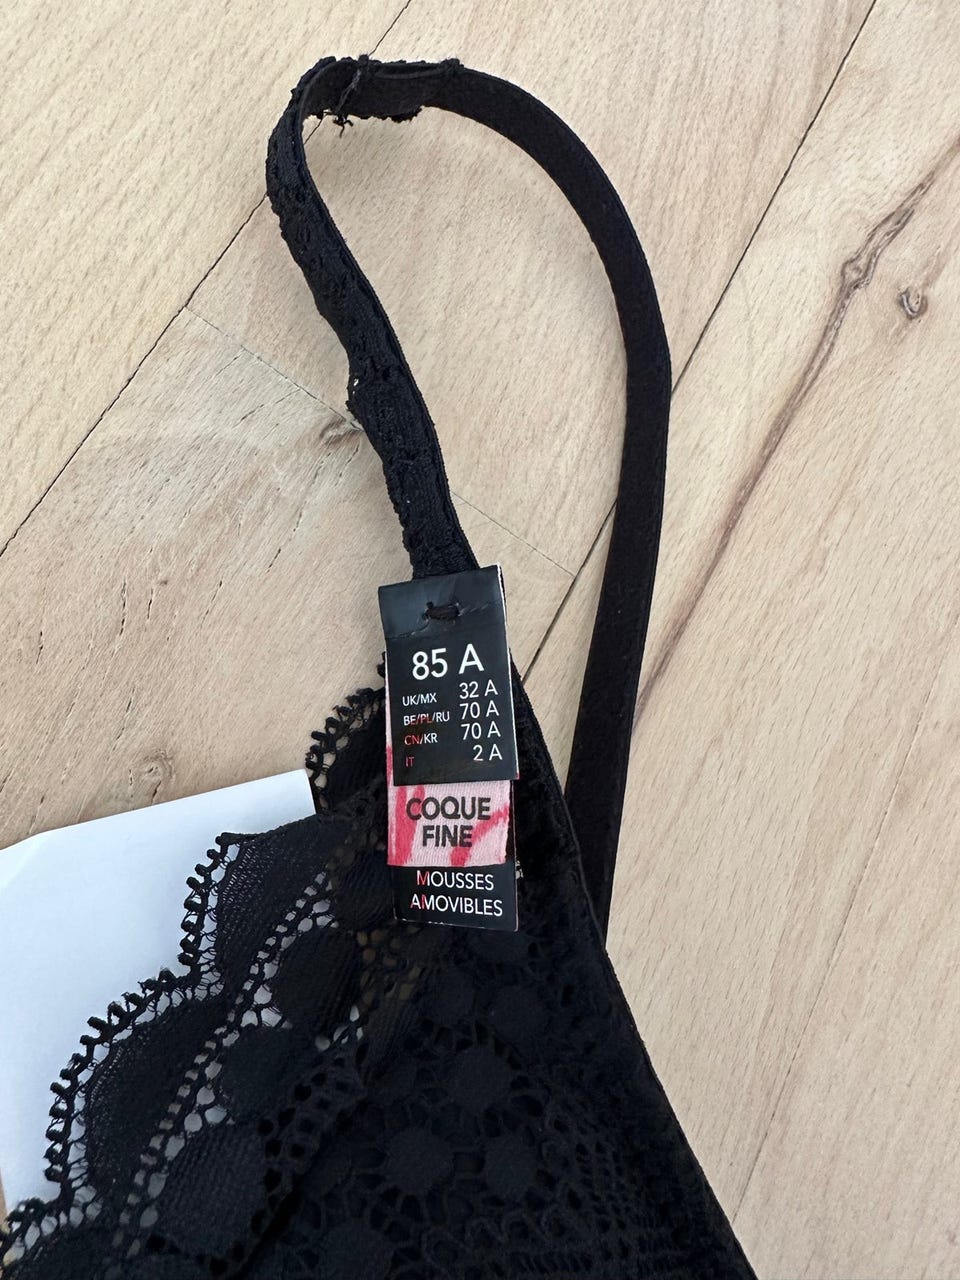 85 A
UK/MX 32 A
BE/PL/RU 70 A
CN/KR 70 A
IT 2 A
COQUE
FINE
MOUSSES
AMOVIBLES